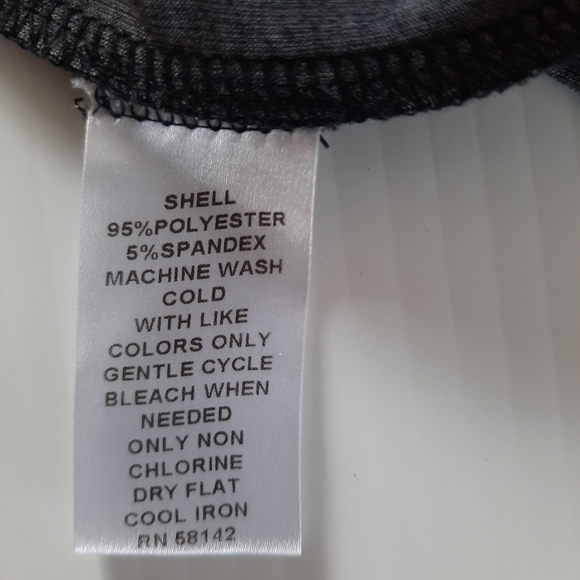 SHELL
95%POLYESTER
5%SPANDEX
MACHINE WASH
COLD
WITH LIKE
COLORS ONLY
GENTLE CYCLE
BLEACH WHEN
NEEDED
ONLY NON
CHLORINE
DRY FLAT
COOL IRON
RN 58142